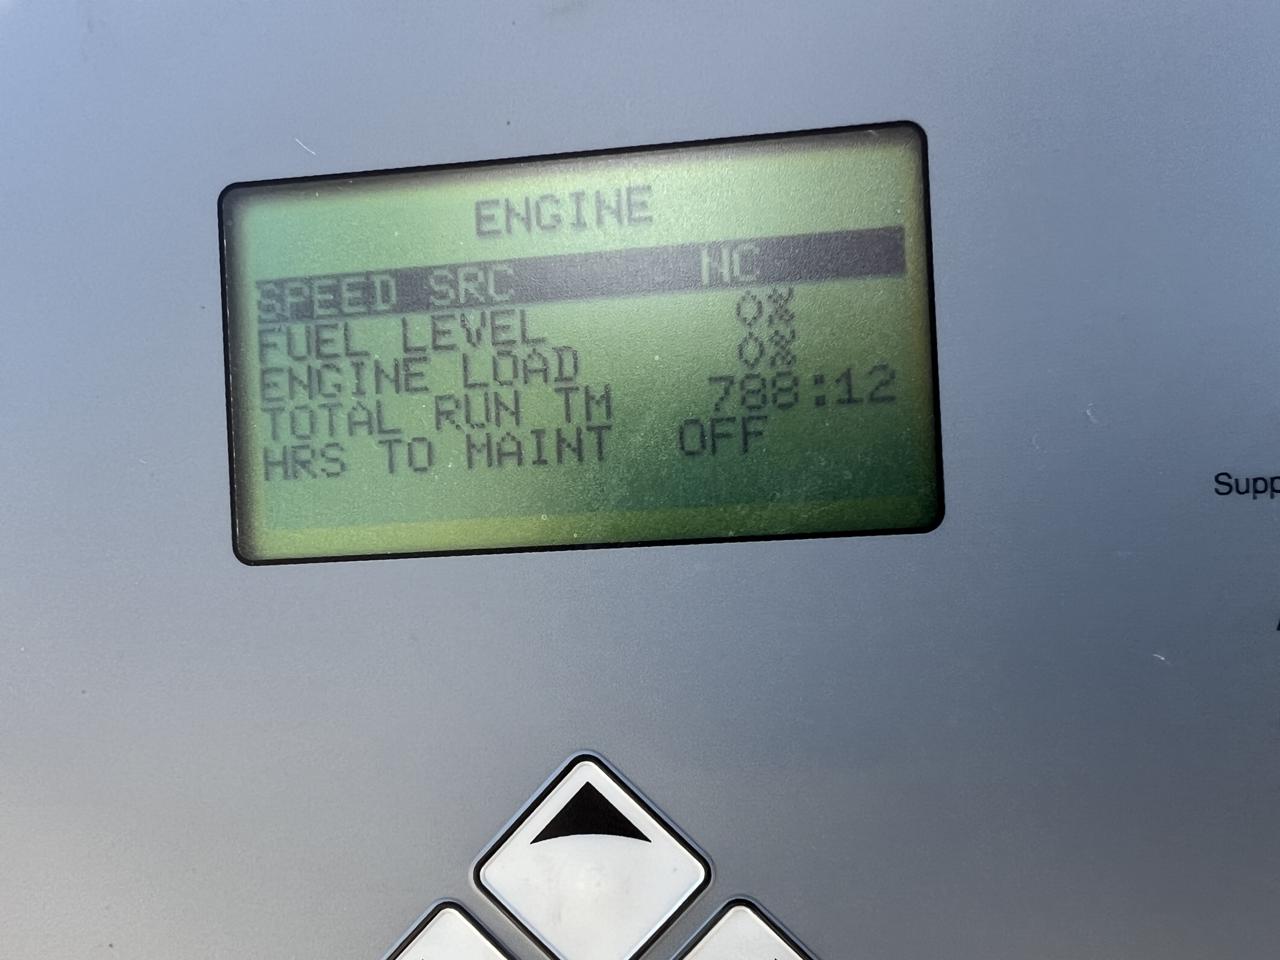 ENGINE
SPEED SRC NC
FUEL LEVEL 0%
ENGINE LOAD 0%
TOTAL RUN TM 788:12
HRS TO MAINT OFF